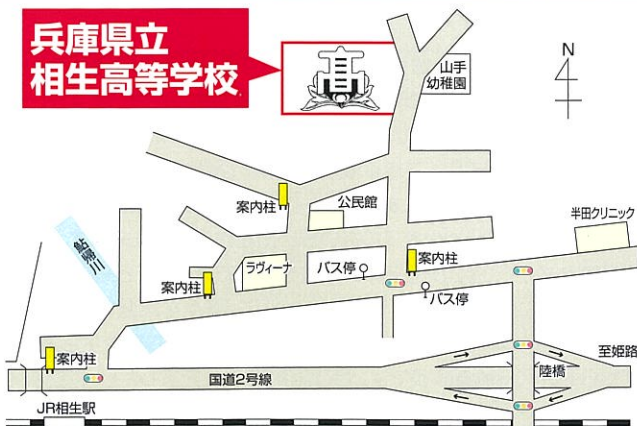 兵庫県立
相生高等学校
山手
幼稚園
N
案内柱
公民館
半田クリニック
鮎帰川
ラヴィーナ
バス停
案内柱
案内柱
バス停
案内柱
国道2号線
陸橋
至姫路
JR相生駅